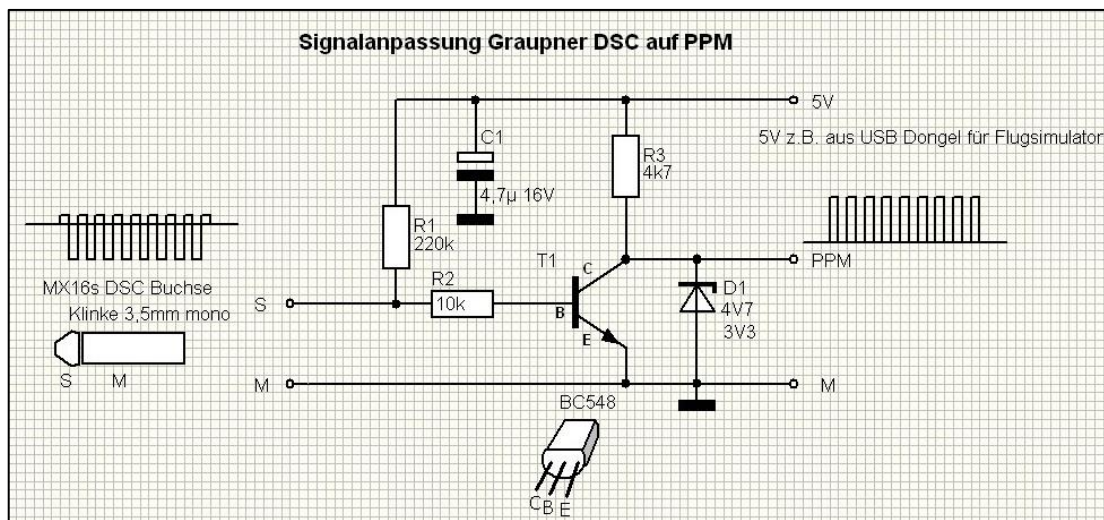 Signalanpassung Graupner DSC auf PPM
5V
5V z.B. aus USB Dongel für Flugsimulator
C1
4,7µ 16V
R3
4k7
R1
220k
T1
C
B
E
R2
10k
PPM
D1
4V7
3V3
MX16s DSC Buchse
Klinke 3,5mm mono
S
S M
M
M
BC548
C B E